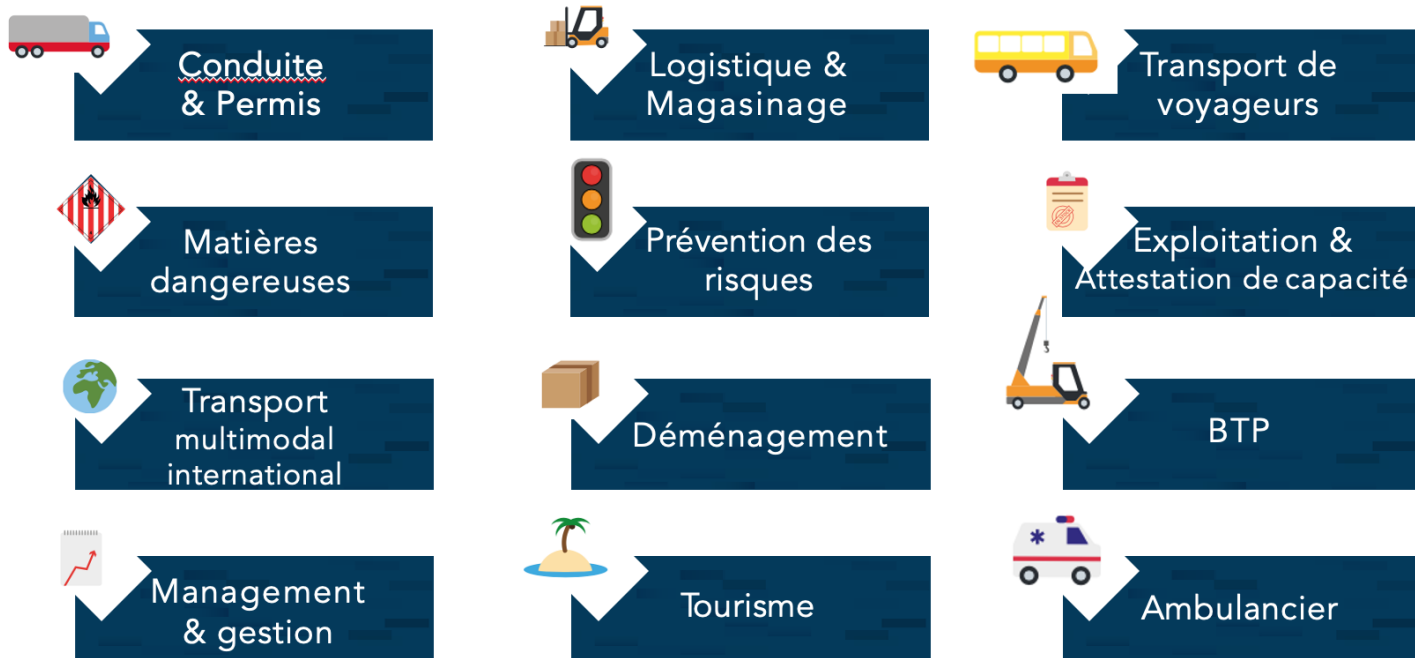 Conduite
& Permis
Logistique &
Magasinage
Transport de
voyageurs
Matières
dangereuses
Prévention des
risques
Exploitation &
Attestation de capacité
Transport
multimodal
international
Déménagement
BTP
Management
& gestion
Tourisme
Ambulancier